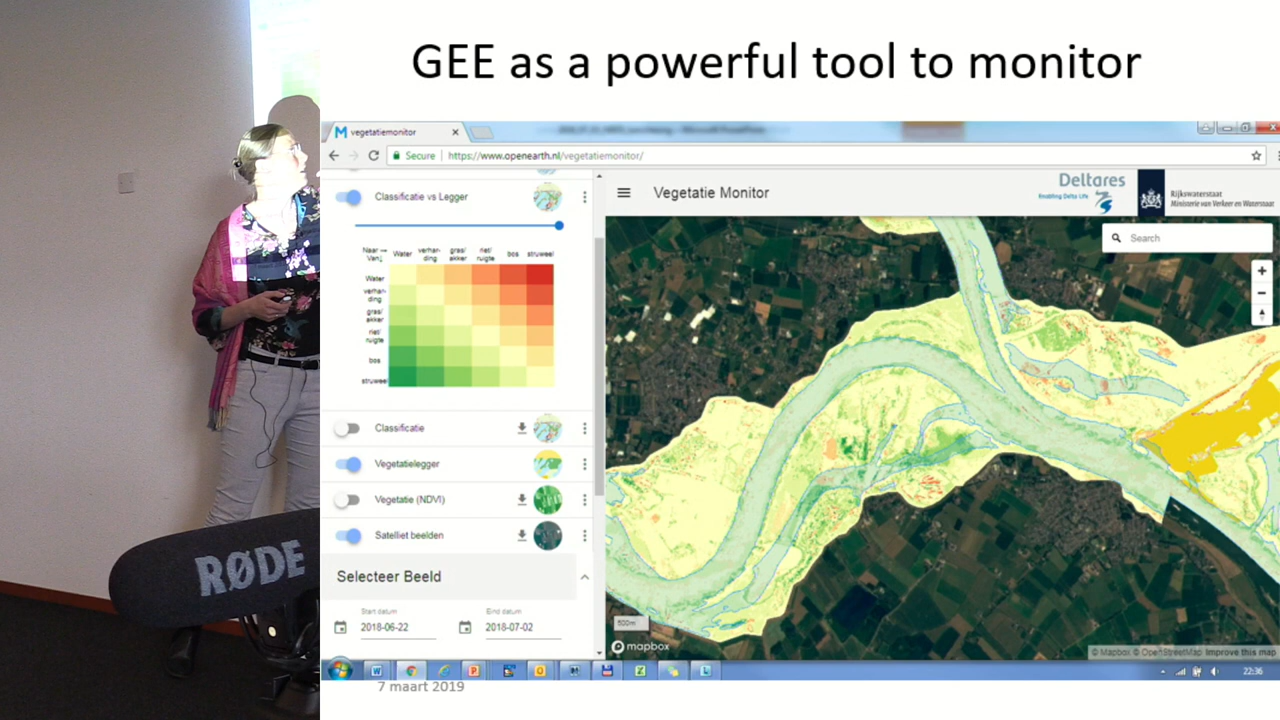 GEE as a powerful tool to monitor
vegetatiemonitor
Secure
https://www.openearth.nl/vegetatiemonitor/
Classificatie vs Legger
Vegetatie Monitor
Deltares
Enabling Delta Life
Rijkswaterstaat
Ministerie van Verkeer en Waterstaat
Search
Naar → Water verhar- gras/ riet/ bos struweel
Van↓ ding akker ruigte
Water
verhar-
ding
gras/
akker
riet/
ruigte
bos
struweel
Classificatie
Vegetatielegger
Vegetatie (NDVI)
Satelliet beelden
Selecteer Beeld
Start datum
End datum
2018-06-22
2018-07-02
500m
mapbox
© Mapbox © OpenStreetMap Improve this map
22:36
7 maart 2019
RØDE